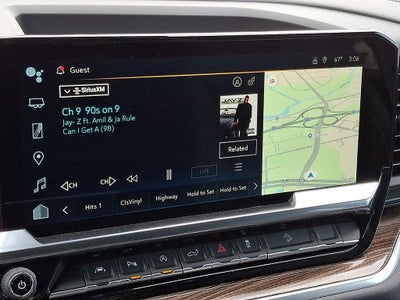 Guest
67° 3:06
SiriusXM
Ch 9 90s on 9
Jay- Z ft. Amil & Ja Rule
Can I Get A (98)
JAY-Z
Related
CH CH LIVE
Hits 1 ClsVinyl Highway Hold to Set Hold to Set